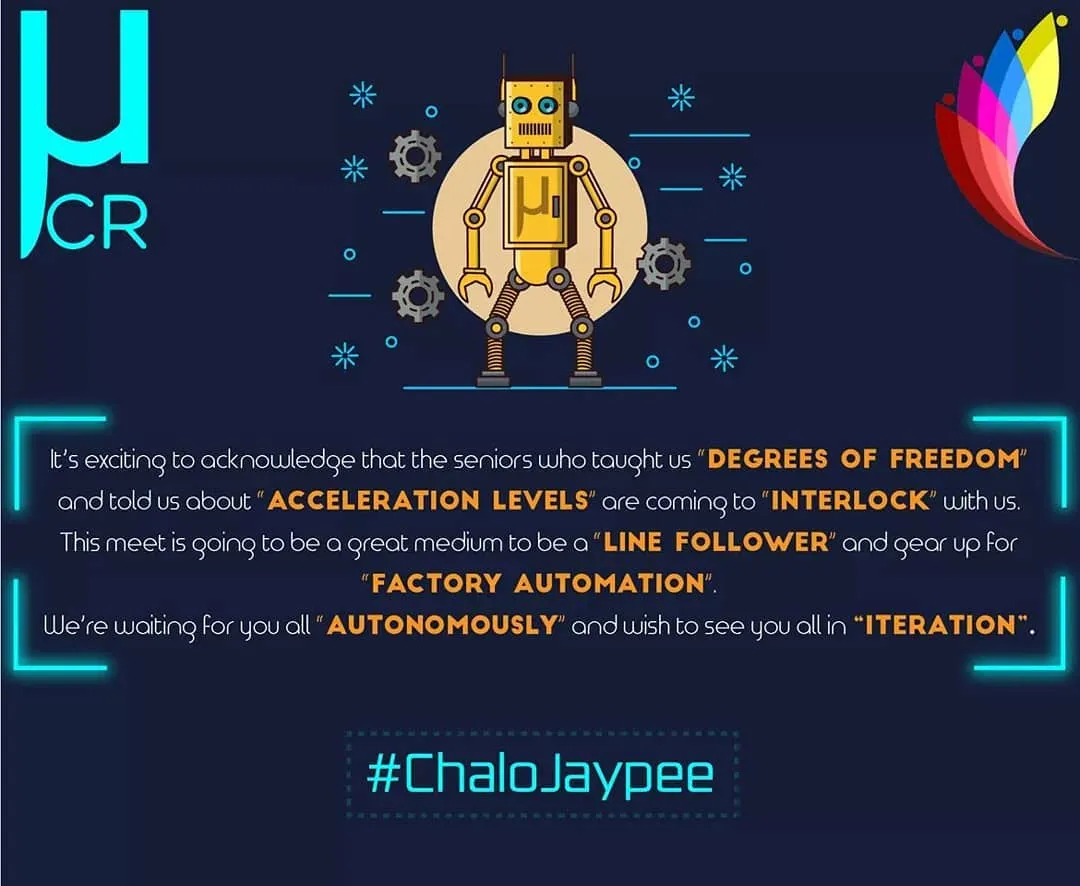 µ
CR
µ
It's exciting to acknowledge that the seniors who taught us "DEGREES OF FREEDOM"
and told us about "ACCELERATION LEVELS" are coming to "INTERLOCK" with us.
This meet is going to be a great medium to be a "LINE FOLLOWER" and gear up for
"FACTORY AUTOMATION".
We're waiting for you all "AUTONOMOUSLY" and wish to see you all in "ITERATION".
#ChaloJaypee